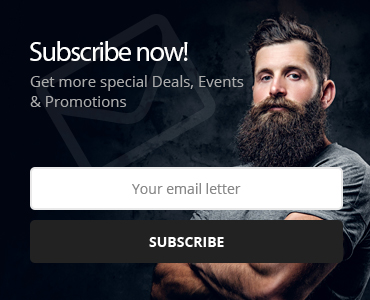 Subscribe now!
Get more special Deals, Events
& Promotions
Your email letter
SUBSCRIBE